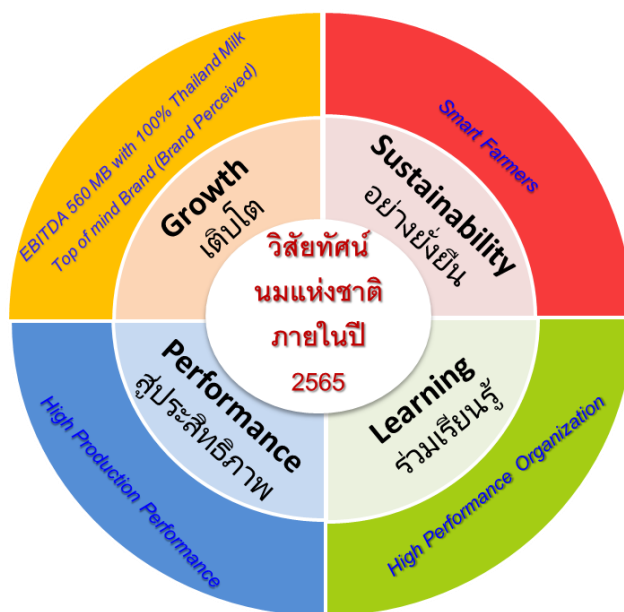 EBITDA 560 MB with 100% Thailand Milk
Top of mind Brand (Brand Perceived)
Growth
เติบโต
Smart Farmers
Sustainability
อย่างยั่งยืน
วิสัยทัศน์
นมแห่งชาติ
ภายในปี
2565
Performance
สู่ประสิทธิภาพ
High Production Performance
Learning
ร่วมเรียนรู้
High Performance Organization